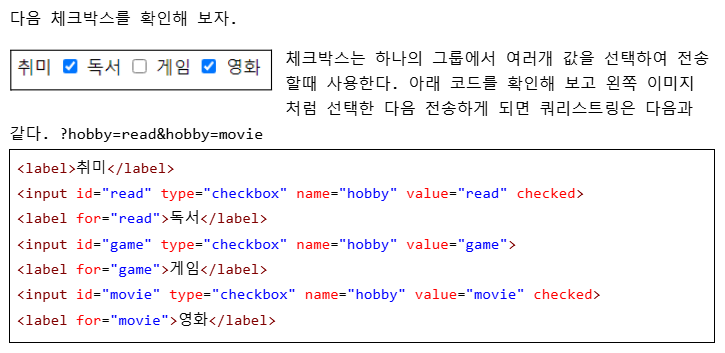 다음 체크박스를 확인해 보자.
취미 독서 게임 영화
체크박스는 하나의 그룹에서 여러개 값을 선택하여 전송
할때 사용한다. 아래 코드를 확인해 보고 왼쪽 이미지
처럼 선택한 다음 전송하게 되면 쿼리스트링은 다음과
같다. ?hobby=read&hobby=movie
<label>취미</label>
<input id="read" type="checkbox" name="hobby" value="read" checked>
<label for="read">독서</label>
<input id="game" type="checkbox" name="hobby" value="game">
<label for="game">게임</label>
<input id="movie" type="checkbox" name="hobby" value="movie" checked>
<label for="movie">영화</label>